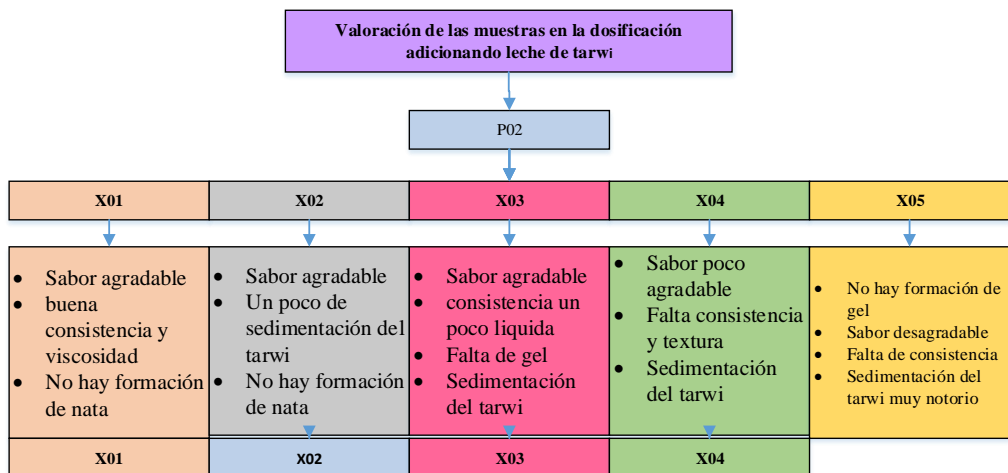 Valoración de las muestras en la dosificación
adicionando leche de tarwi
P02
X01
X02
X03
X04
X05
• Sabor agradable
• buena
consistencia y
viscosidad
• No hay formación
de nata
• Sabor agradable
• Un poco de
sedimentación del
tarwi
• No hay formación
de nata
• Sabor agradable
• consistencia un
poco liquida
• Falta de gel
• Sedimentación
del tarwi
• Sabor poco
agradable
• Falta consistencia
y textura
• Sedimentación
del tarwi
• No hay formación de
gel
• Sabor desagradable
• Falta de consistencia
• Sedimentación del
tarwi muy notorio
X01
X02
X03
X04